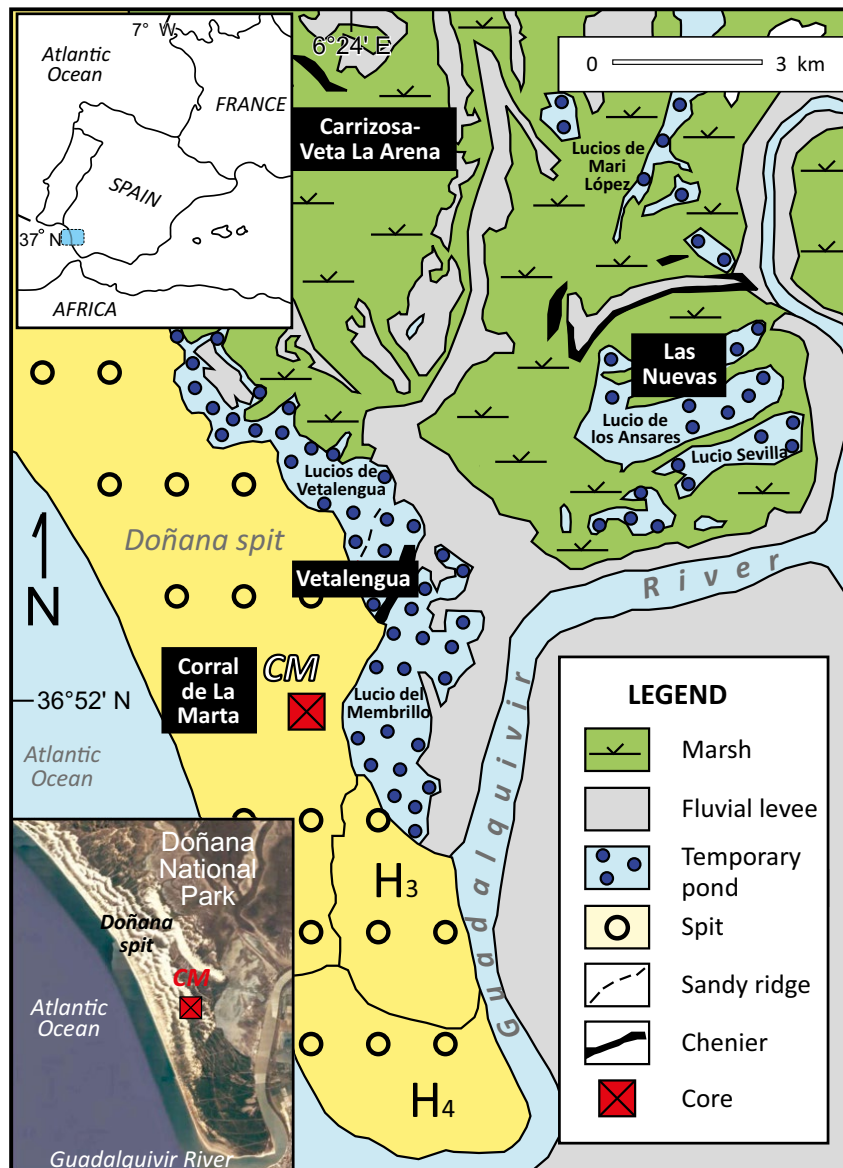 7° W
Atlantic
Ocean
FRANCE
SPAIN
37° N
AFRICA
6°24' E
0 3 km
Carrizosa-
Veta La Arena
Lucios de
Mari
López
Las
Nuevas
Lucio de
los Ansares
Lucio Sevilla
Lucios de
Vetalengua
Doñana spit
Vetalengua
N
River
Guadalquivir
Corral
de La
Marta
CM
Lucio del
Membrillo
36°52' N
Atlantic
Ocean
H3
H4
LEGEND
Marsh
Fluvial levee
Temporary
pond
Spit
Sandy ridge
Chenier
Core
Doñana
National
Park
Doñana
spit
CM
Atlantic
Ocean
Guadalquivir River